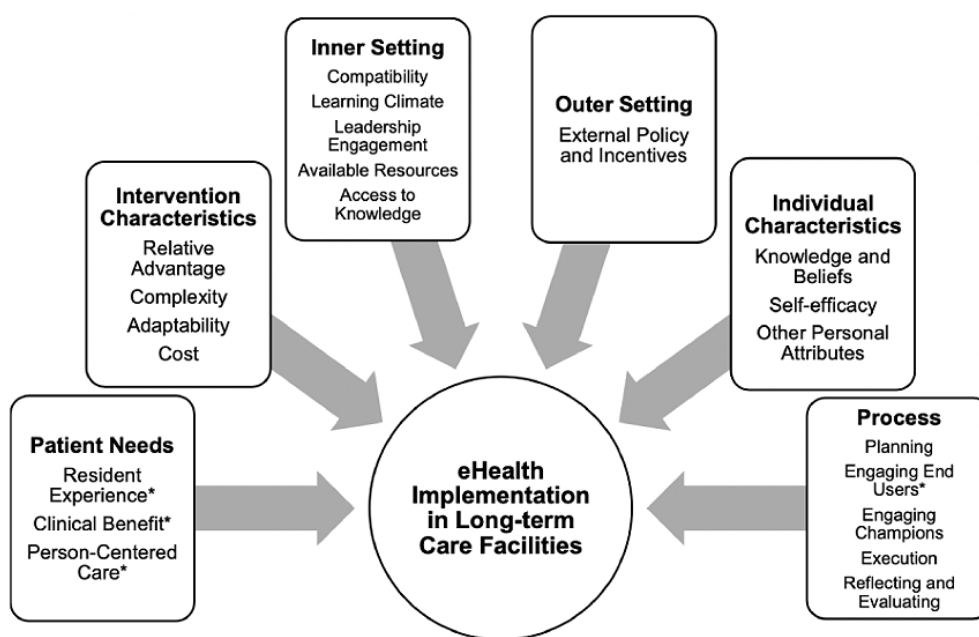 Inner Setting
Compatibility
Learning Climate
Leadership
Engagement
Available Resources
Access to
Knowledge
Outer Setting
External Policy
and Incentives
Intervention
Characteristics
Relative
Advantage
Complexity
Adaptability
Cost
Individual
Characteristics
Knowledge and
Beliefs
Self-efficacy
Other Personal
Attributes
Patient Needs
Resident
Experience*
Clinical Benefit*
Person-Centered
Care*
eHealth
Implementation
in Long-term
Care Facilities
Process
Planning
Engaging End
Users*
Engaging
Champions
Execution
Reflecting and
Evaluating